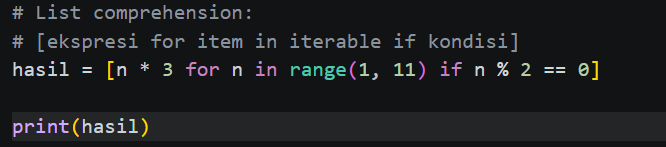 # List comprehension:
# [ekspresi for item in iterable if kondisi]
hasil = [n * 3 for n in range(1, 11) if n % 2 == 0]
print(hasil)